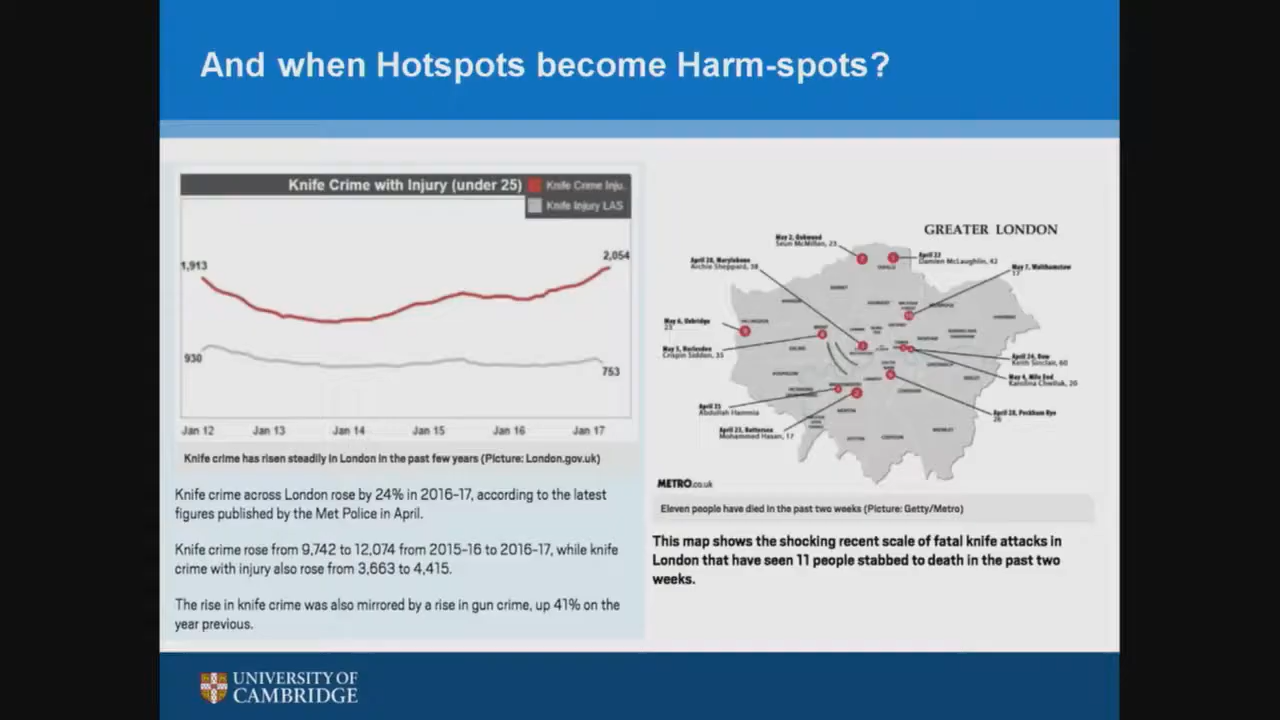 And when Hotspots become Harm-spots?
Knife Crime with Injury (under 25)
Knife Crime Inju.
Knife Injury LAS
1,913
2,054
930
753
Jan 12 Jan 13 Jan 14 Jan 15 Jan 16 Jan 17
Knife crime has risen steadily in London in the past few years (Picture: London.gov.uk)
Knife crime across London rose by 24% in 2016-17, according to the latest
figures published by the Met Police in April.
Knife crime rose from 9,742 to 12,074 from 2015-16 to 2016-17, while knife
crime with injury also rose from 3,663 to 4,415.
The rise in knife crime was also mirrored by a rise in gun crime, up 41% on the
year previous.
GREATER LONDON
May 2,
Sean McMillan, 23
April 23
Damien McLaughlin, 42
April 28, Marylebone
Archie Sheppard, 38
May 7, Walthamstow
17
May 6, Uxbridge
23
May 5, Harlesden
Crispin Siddon, 35
April 24, Bow
Keith Sinclair, 60
May 4, Mile End
Karolina Chwiluk, 20
April 25
Abdullah Hammia
April 28, Peckham Rye
26
April 23, Battersea
Mohammed Hasan, 17
METRO.co.uk
Eleven people have died in the past two weeks (Picture: Getty/Metro)
This map shows the shocking recent scale of fatal knife attacks in
London that have seen 11 people stabbed to death in the past two
weeks.
UNIVERSITY OF
CAMBRIDGE